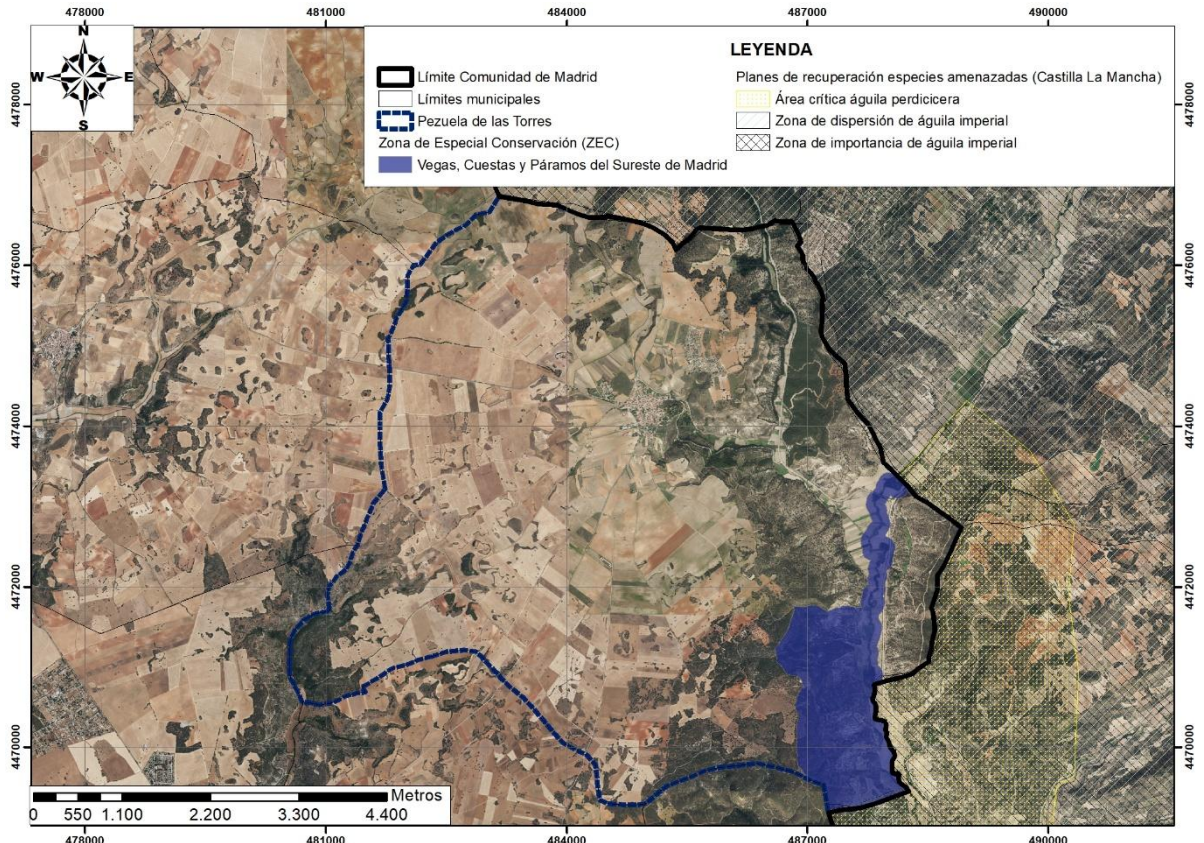 478000 481000 484000 487000 490000
N
W E
S
LEYENDA
Límite Comunidad de Madrid
Límites municipales
Pezuela de las Torres
Zona de Especial Conservación (ZEC)
Vegas, Cuestas y Páramos del Sureste de Madrid
Planes de recuperación especies amenazadas (Castilla La Mancha)
Área crítica águila perdicicera
Zona de dispersión de águila imperial
Zona de importancia de águila imperial
4478000 4478000
4476000 4476000
4474000 4474000
4472000 4472000
4470000 4470000
Metros
0 550 1.100 2.200 3.300 4.400
478000 481000 484000 487000 490000